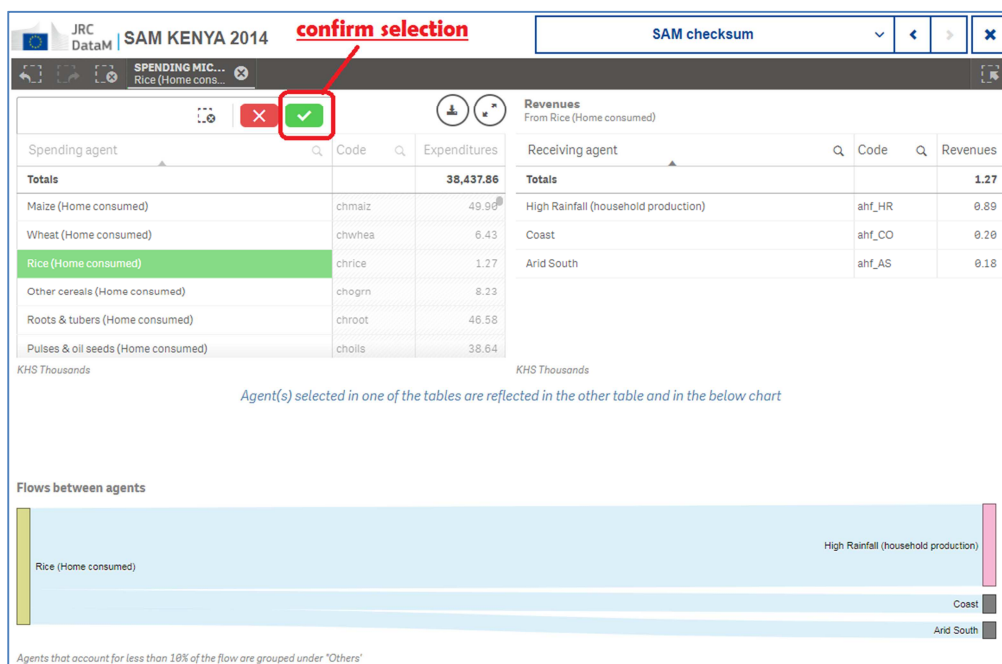 JRC
DataM | SAM KENYA 2014
confirm selection
SAM checksum
SPENDING MIC...
Rice (Home cons...
Revenues
From Rice (Home consumed)
Spending agent Code Expenditures
Totals 38,437.86
Maize (Home consumed) chmaiz 49.90
Wheat (Home consumed) chwhea 6.43
Rice (Home consumed) chrice 1.27
Other cereals (Home consumed) chogrn 8.23
Roots & tubers (Home consumed) chroot 46.58
Pulses & oil seeds (Home consumed) choils 38.64
KHS Thousands
Receiving agent Code Revenues
Totals 1.27
High Rainfall (household production) ahf_HR 0.89
Coast ahf_CO 0.20
Arid South ahf_AS 0.18
KHS Thousands
Agent(s) selected in one of the tables are reflected in the other table and in the below chart
Flows between agents
High Rainfall (household production)
Rice (Home consumed)
Coast
Arid South
Agents that account for less than 10% of the flow are grouped under "Others'